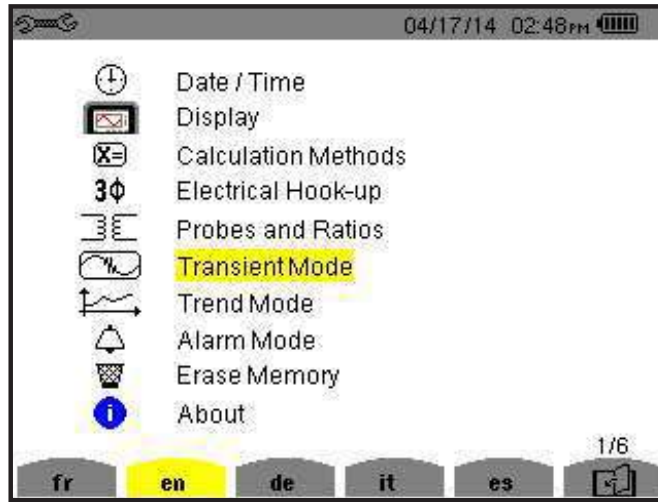 04/17/14 02:48PM
Date / Time
Display
X= Calculation Methods
3Φ Electrical Hook-up
Probes and Ratios
Transient Mode
Trend Mode
Alarm Mode
Erase Memory
i About
1/6
fr en de it es